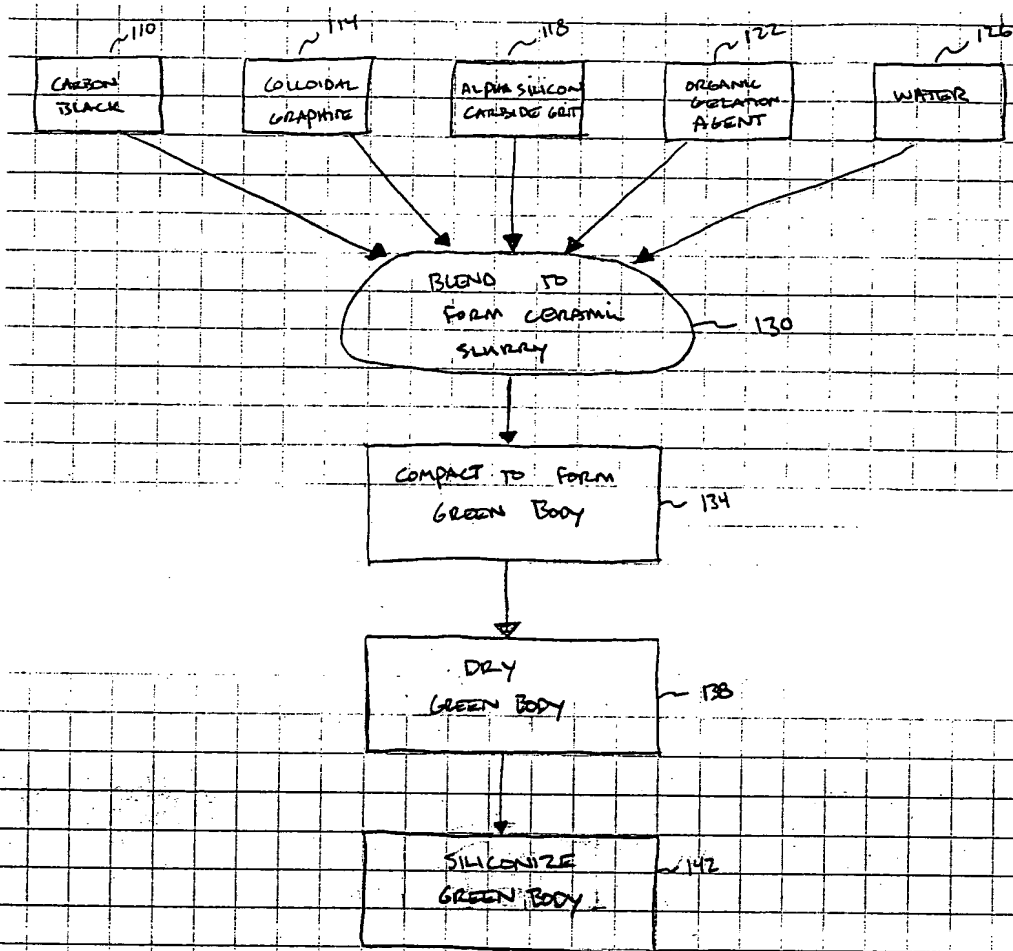 110
114
118
122
126
CARBON
BLACK
COLLOIDAL
GRAPHITE
ALPHA SILICON
CARBIDE GRIT
ORGANIC
GELATION
AGENT
WATER
BLEND TO
FORM CERAMIC
SLURRY
130
COMPACT TO FORM
GREEN BODY
134
DRY
GREEN BODY
138
SILICONIZE
GREEN BODY
142